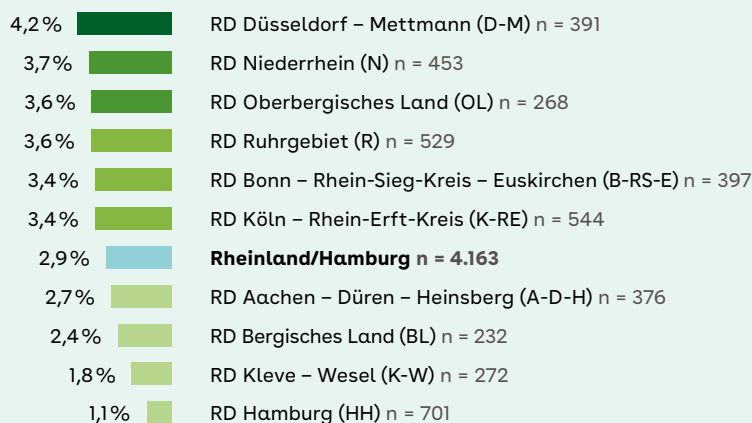 4,2% RD Düsseldorf – Mettmann (D-M) n = 391
3,7% RD Niederrhein (N) n = 453
3,6% RD Oberbergisches Land (OL) n = 268
3,6% RD Ruhrgebiet (R) n = 529
3,4% RD Bonn – Rhein-Sieg-Kreis – Euskirchen (B-RS-E) n = 397
3,4% RD Köln – Rhein-Erft-Kreis (K-RE) n = 544
2,9% Rheinland/Hamburg n = 4.163
2,7% RD Aachen – Düren – Heinsberg (A-D-H) n = 376
2,4% RD Bergisches Land (BL) n = 232
1,8% RD Kleve – Wesel (K-W) n = 272
1,1% RD Hamburg (HH) n = 701